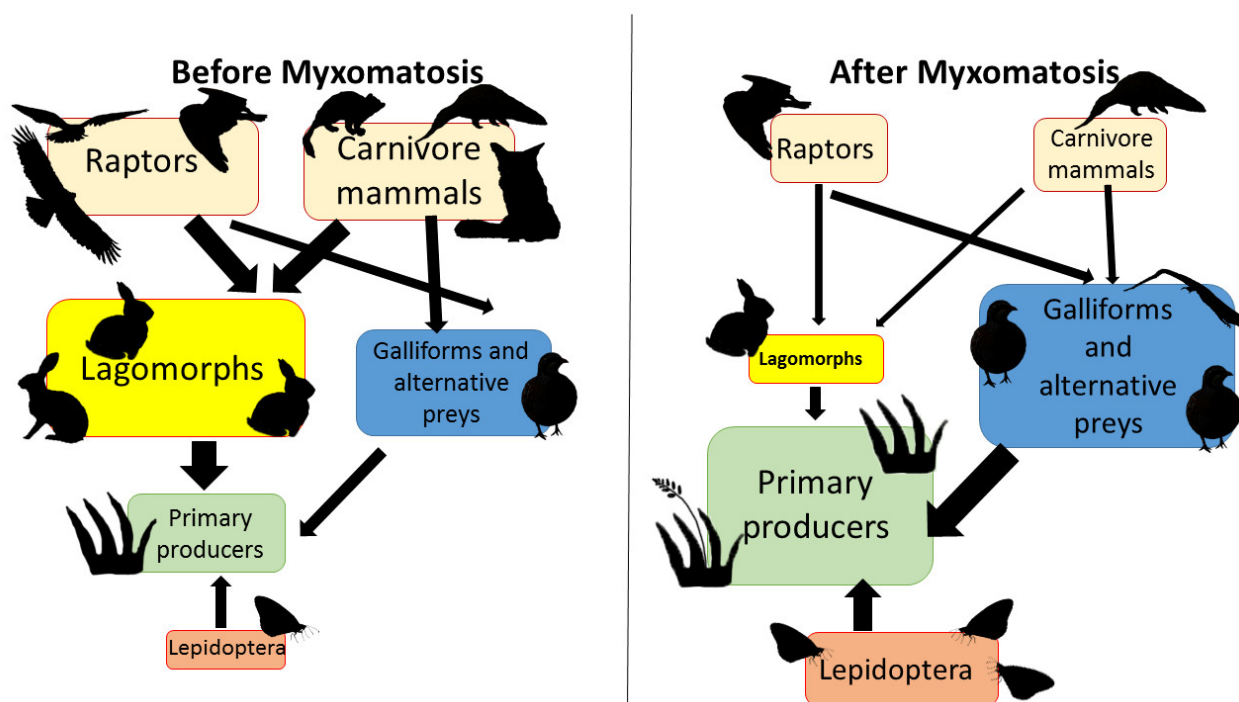 Before Myxomatosis
Raptors
Carnivore
mammals
Lagomorphs
Galliforms and
alternative
preys
Primary
producers
Lepidoptera
After Myxomatosis
Raptors
Carnivore
mammals
Lagomorphs
Galliforms
and
alternative
preys
Primary
producers
Lepidoptera